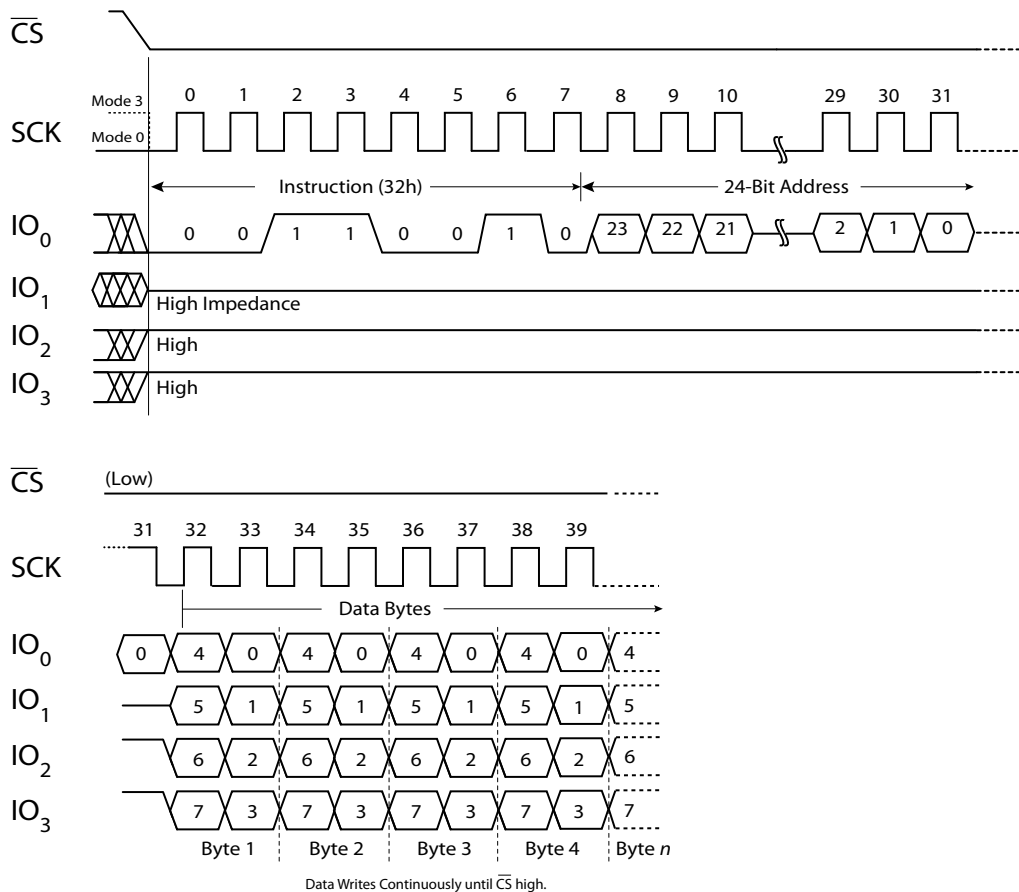 CS
Mode 3
Mode 0
SCK
0 1 2 3 4 5 6 7 8 9 10 29 30 31
Instruction (32h) 24-Bit Address
IO0 0 0 1 1 0 0 1 0 23 22 21 2 1 0
IO1 High Impedance
IO2 High
IO3 High
CS (Low)
31 32 33 34 35 36 37 38 39
SCK
Data Bytes
IO0 0 4 0 4 0 4 0 4 0 4
IO1 5 1 5 1 5 1 5 1 5
IO2 6 2 6 2 6 2 6 2 6
IO3 7 3 7 3 7 3 7 3 7
Byte 1 Byte 2 Byte 3 Byte 4 Byte n
Data Writes Continuously until CS high.